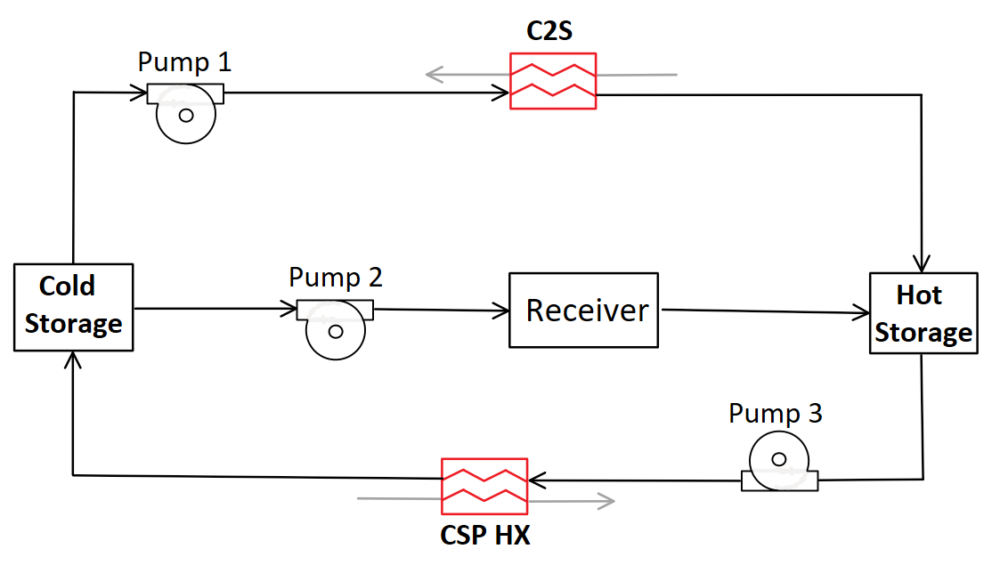 C2S
Pump 1
Pump 2
Cold
Storage
Receiver
Hot
Storage
Pump 3
CSP HX